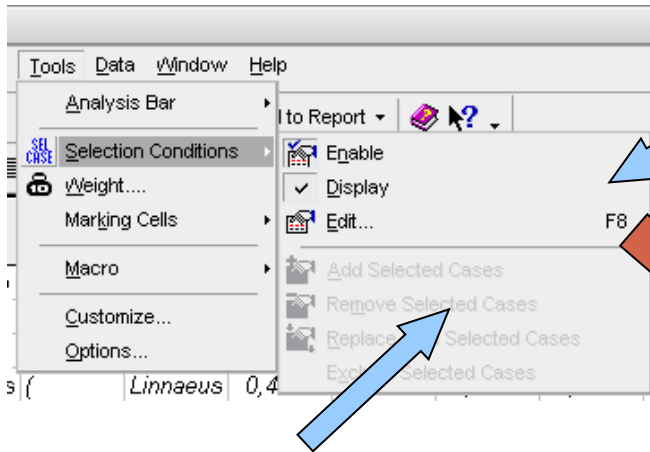 Tools Data Window Help
Analysis Bar
l to Report
SEL CASE Selection Conditions
Enable
Weight....
Display
Marking Cells
Edit... F8
Macro
Add Selected Cases
Remove Selected Cases
Customize...
Replace Selected Cases
Options...
Selected Cases
s ( Linnaeus 0,4